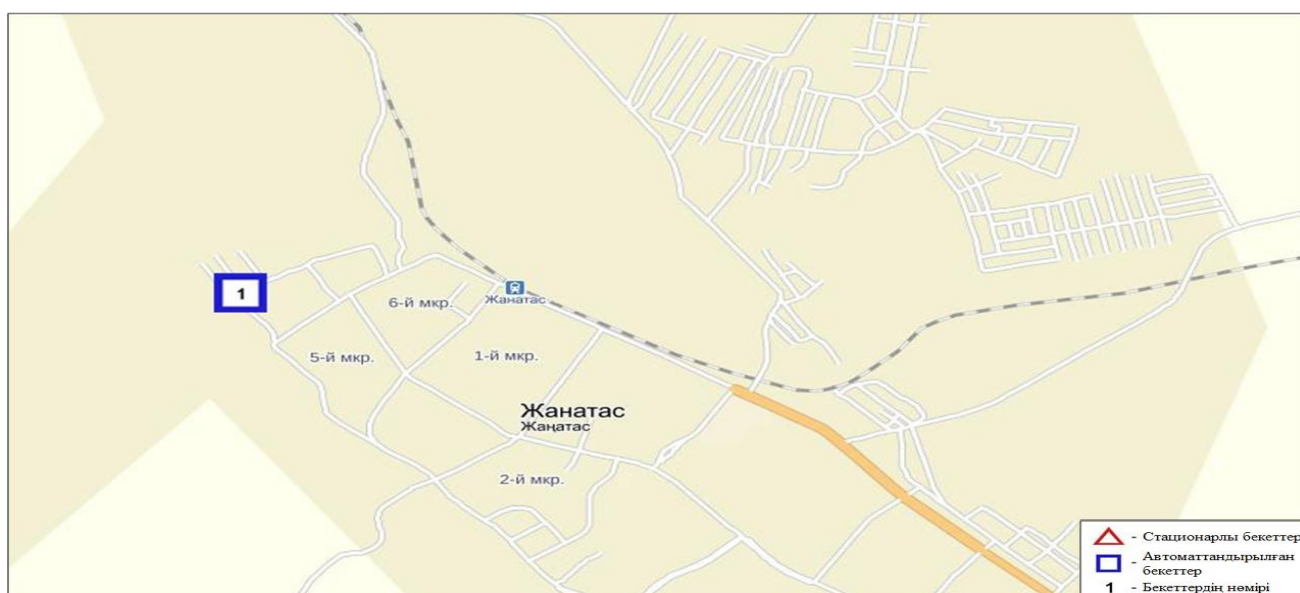 1
6-й мкр.
Жанатас
5-й мкр.
1-й мкр.
Жанатас
Жаңатас
2-й мкр.
- Стационарлы бекеттер
- Автоматтандырылған
бекеттер
1 - Бекеттердің нөмірі